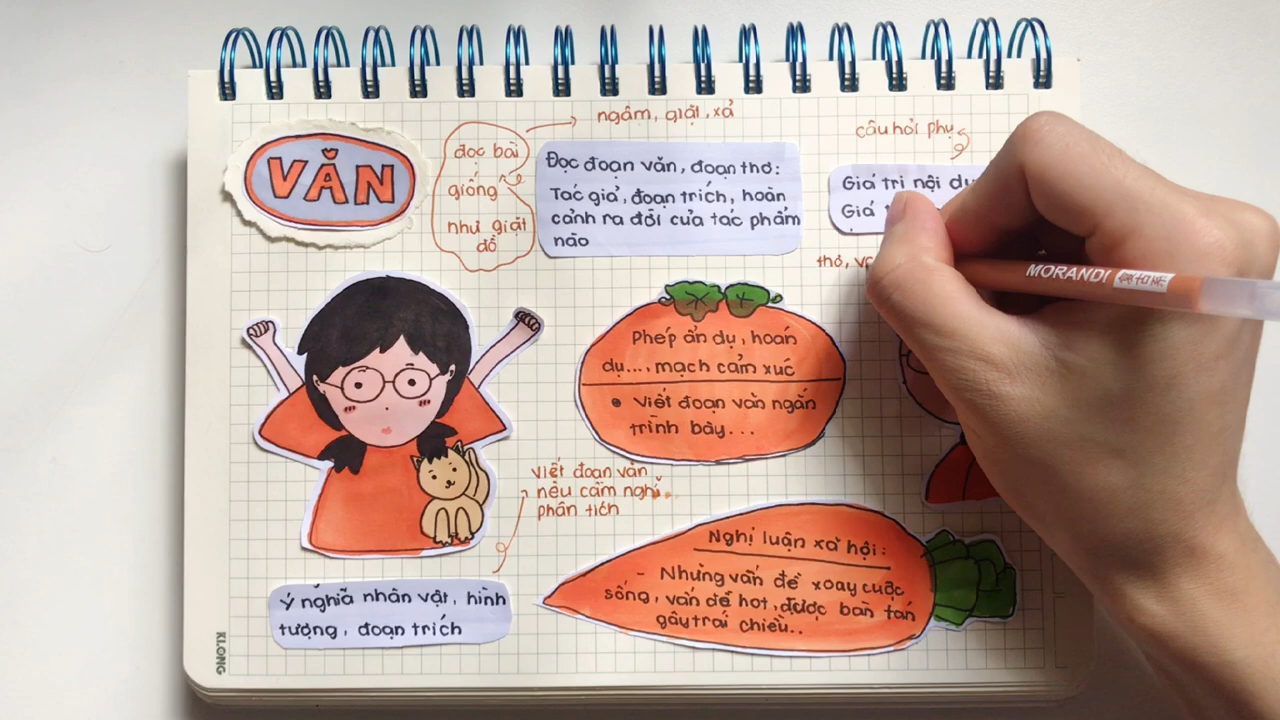 VĂN
đọc bài
giống
như giặt
đồ
ngâm, giặt, xả
Đọc đoạn văn, đoạn thơ:
Tác giả, đoạn trích, hoàn
cảnh ra đời của tác phẩm
nào
câu hỏi phụ
Giá trị nội
Giá
thơ,
MORANDI
Phép ẩn dụ, hoán
dụ..., mạch cảm xúc
Viết đoạn văn ngắn
trình bày...
viết đoạn văn
nêu cảm nghĩ
phân tích
Nghị luận xã hội:
- Những vấn đề xoay cuộc
sống, vấn đề hot, được bàn tán
gây trái chiều..
Ý nghĩa nhân vật, hình
tượng, đoạn trích
KLONG